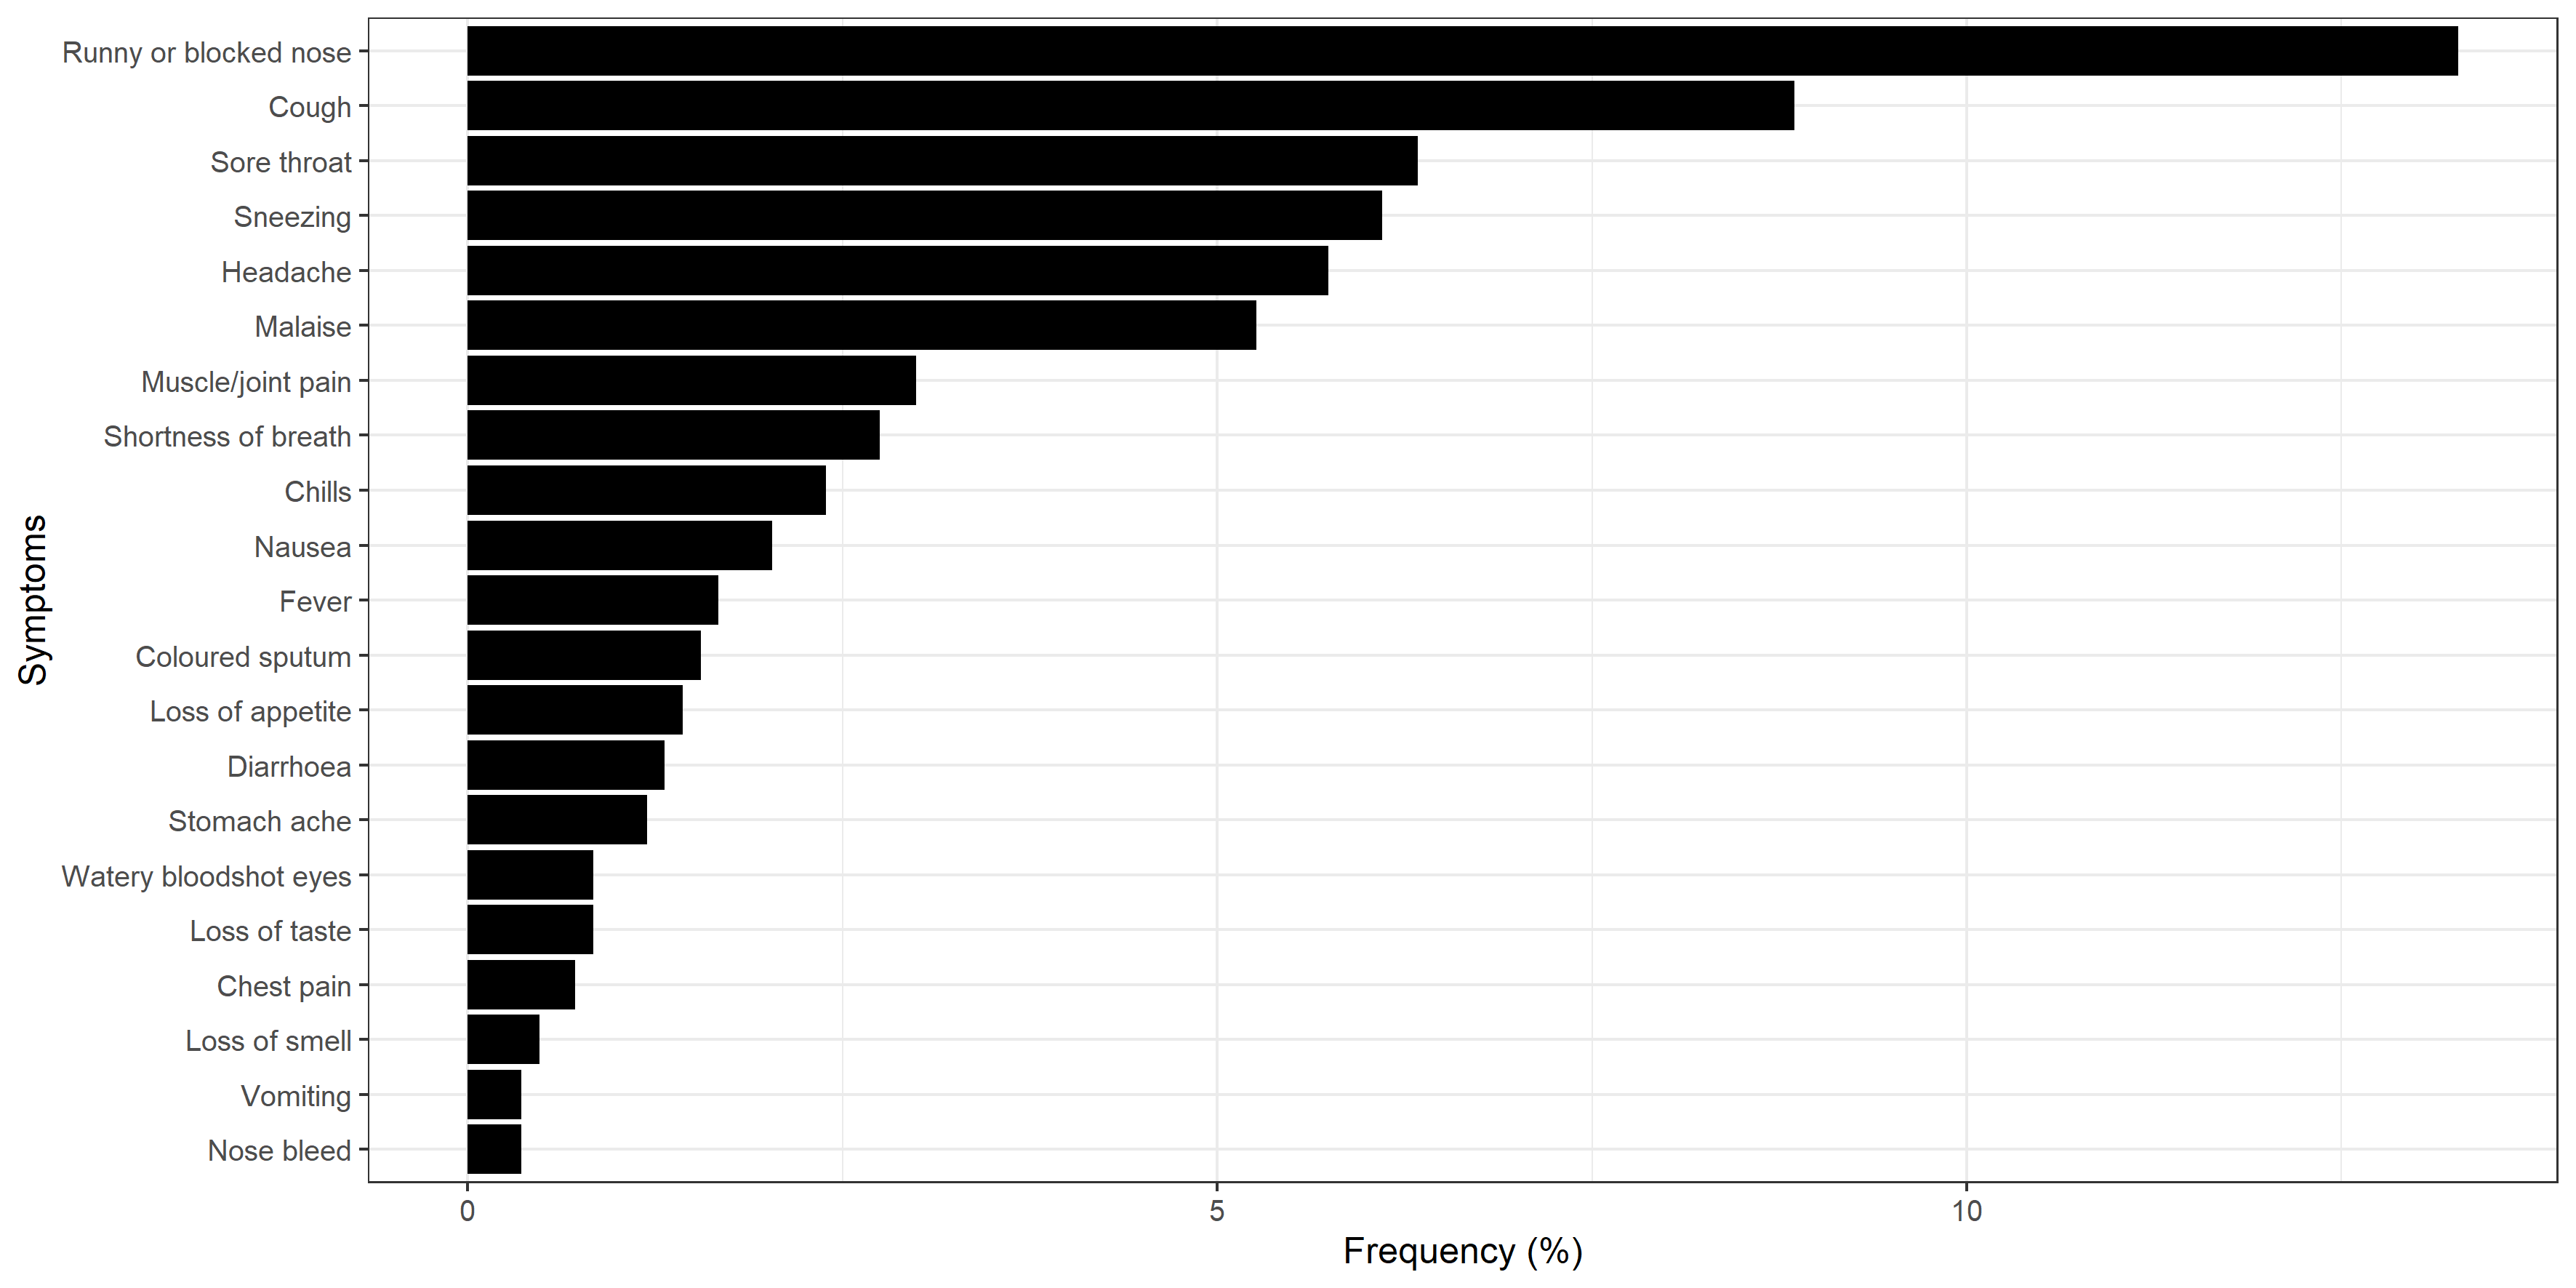 Runny or blocked nose
Cough
Sore throat
Sneezing
Headache
Malaise
Muscle/joint pain
Shortness of breath
Chills
Nausea
Fever
Coloured sputum
Loss of appetite
Diarrhoea
Stomach ache
Watery bloodshot eyes
Loss of taste
Chest pain
Loss of smell
Vomiting
Nose bleed
Symptoms
0 5 10
Frequency (%)